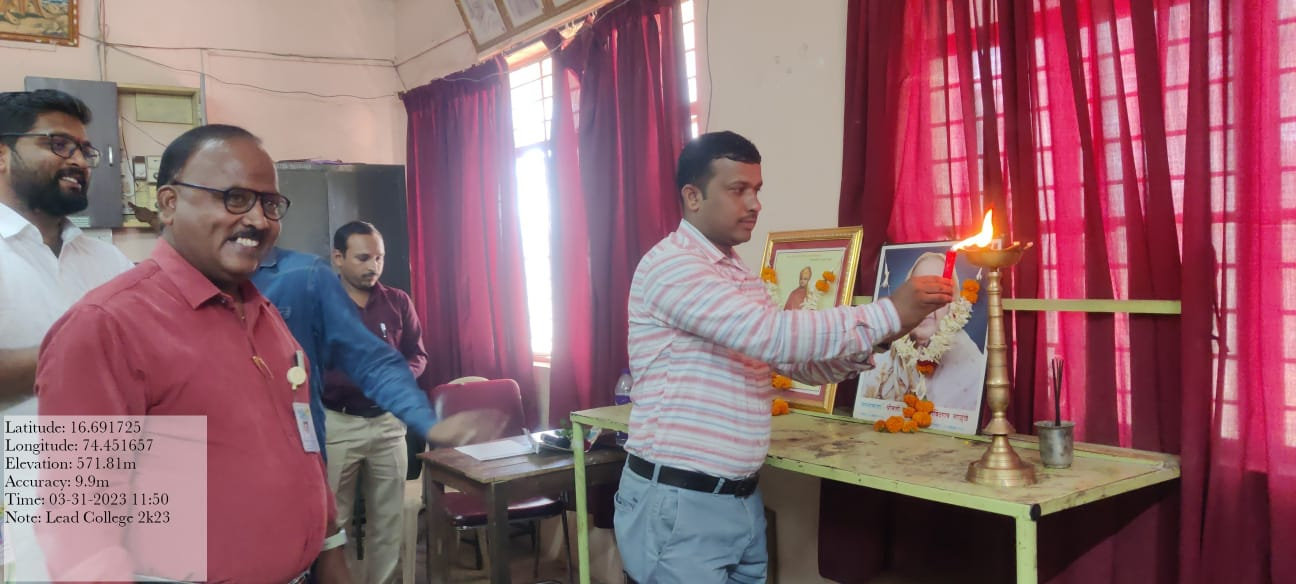 Latitude: 16.691725
Longitude: 74.451657
Elevation: 571.81m
Accuracy: 9.9m
Time: 03-31-2023 11:50
Note: Lead College 2k23